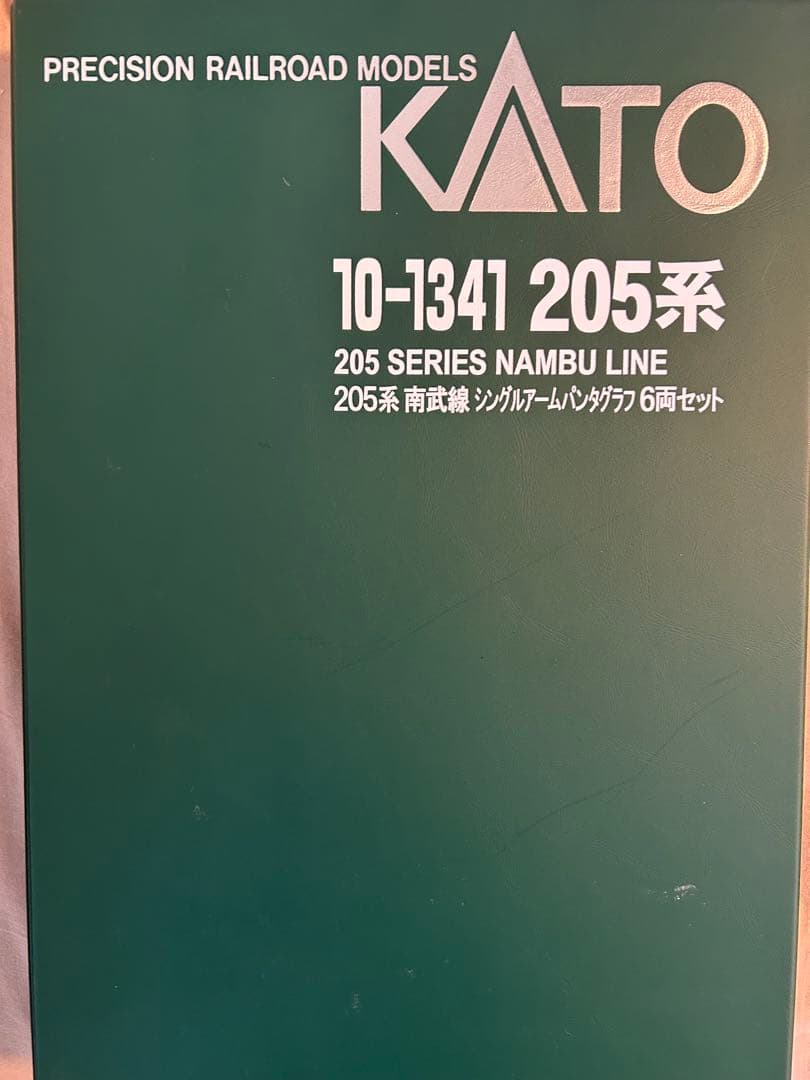 PRECISION RAILROAD MODELS
KATO
10-1341 205系
205 SERIES NAMBU LINE
205系 南武線 シングルアームパンタグラフ 6両セット